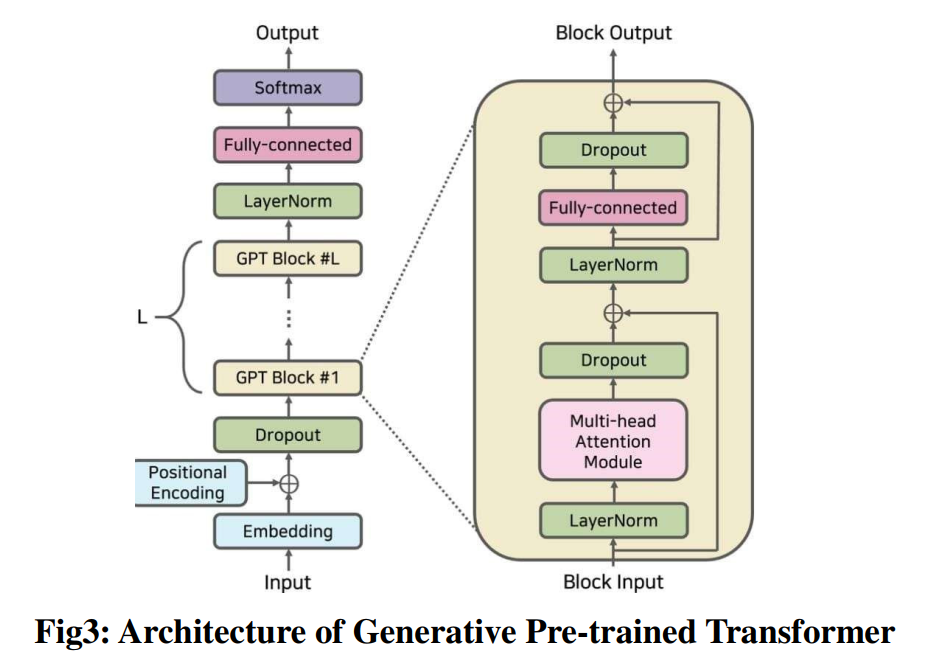 Output
Softmax
Fully-connected
LayerNorm
GPT Block #L
L
GPT Block #1
Dropout
Positional
Encoding
Embedding
Input
Block Output
Dropout
Fully-connected
LayerNorm
Dropout
Multi-head
Attention
Module
LayerNorm
Block Input
Fig3: Architecture of Generative Pre-trained Transformer